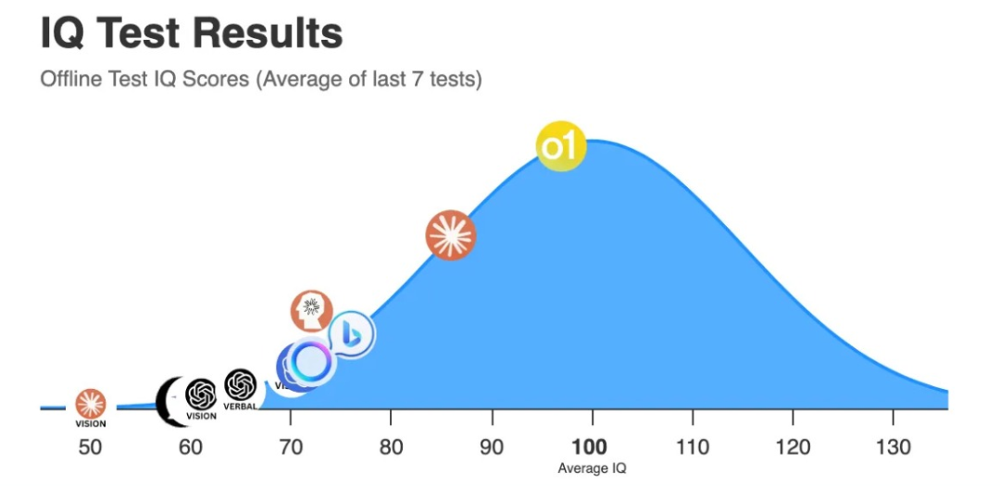 IQ Test Results
Offline Test IQ Scores (Average of last 7 tests)
o1
VISION
VISION
VERBAL
50 60 70 80 90 100 110 120 130
Average IQ